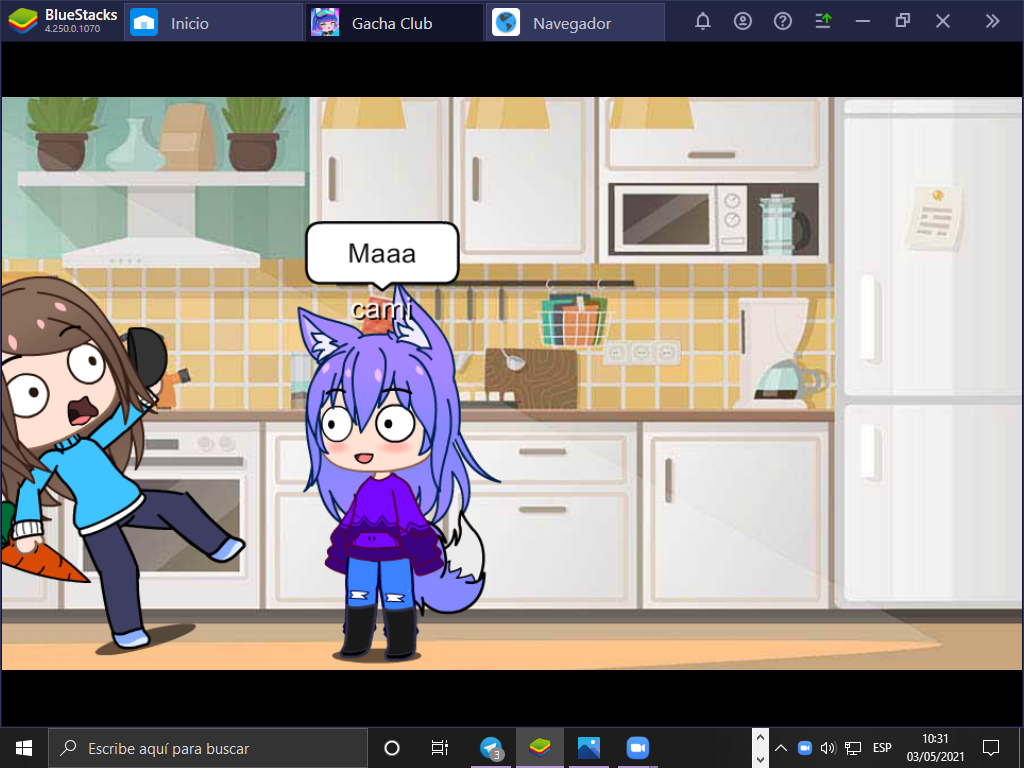 BlueStacks
4.250.0.1070
Inicio
Gacha Club
Navegador
Maaa
cami
Escribe aquí para buscar
3
ESP
10:31
03/05/2021